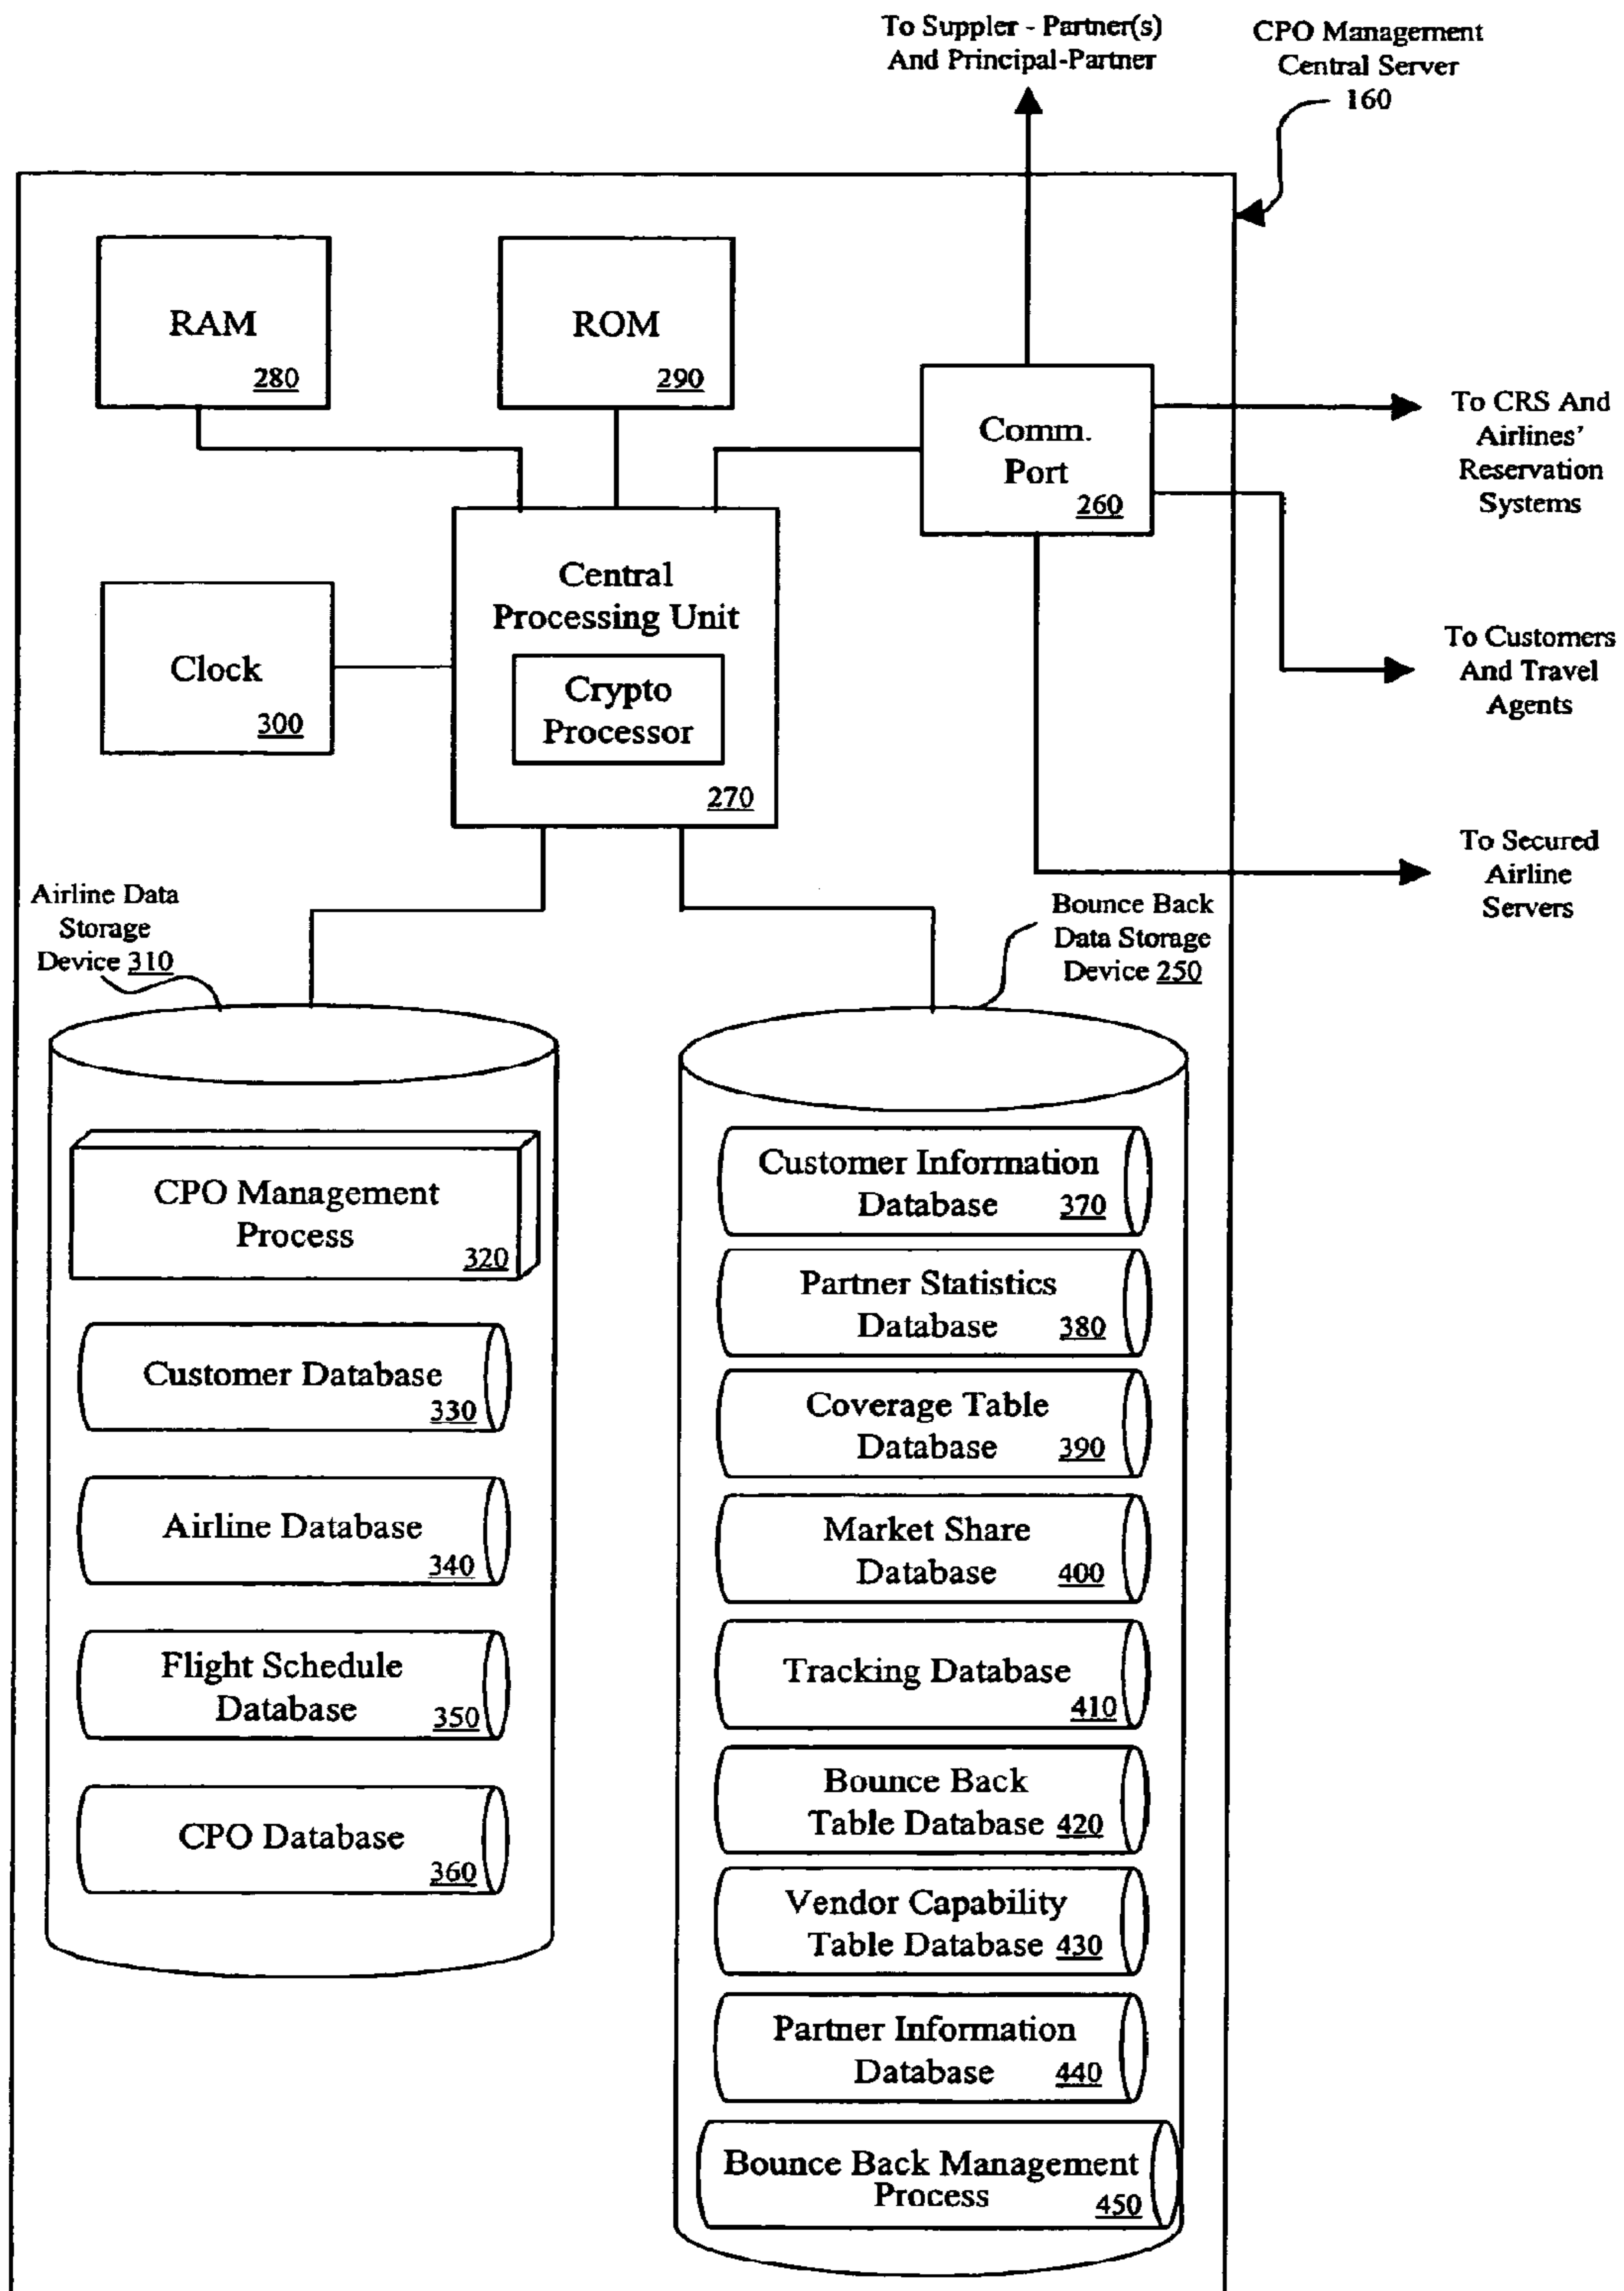 To Suppler - Partner(s)
And Principal-Partner
CPO Management
Central Server
160
RAM
280
ROM
290
Comm.
Port
260
To CRS And
Airlines'
Reservation
Systems
Central
Processing Unit
Crypto
Processor
270
Clock
300
To Customers
And Travel
Agents
To Secured
Airline
Servers
Airline Data
Storage
Device 310
Bounce Back
Data Storage
Device 250
CPO Management
Process
320
Customer Database
330
Airline Database
340
Flight Schedule
Database
350
CPO Database
360
Customer Information
Database 370
Partner Statistics
Database 380
Coverage Table
Database 390
Market Share
Database 400
Tracking Database
410
Bounce Back
Table Database 420
Vendor Capability
Table Database 430
Partner Information
Database 440
Bounce Back Management
Process 450